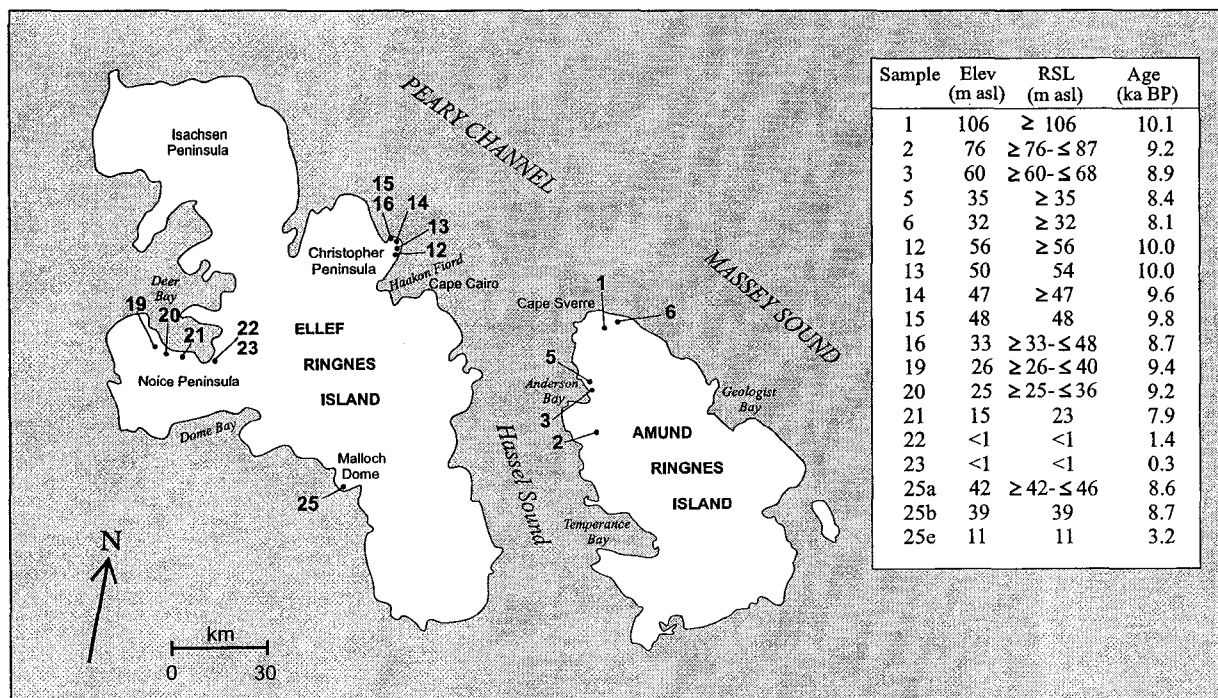 PEARY CHANNEL
Isachsen
Peninsula
15
16 14
13
12
Christopher
Peninsula
Haakon Fiord
Cape Cairo
MASSEY SOUND
Deer
Bay
19
20
21
22
23
Noice Peninsula
ELLEF
RINGNES
ISLAND
Dome Bay
Malloch
Dome
25
Hassel Sound
Cape Sverre
1
6
5
Anderson
Bay
3
2
Geologist
Bay
AMUND
RINGNES
ISLAND
Temperance
Bay
N
km
0 30
Sample Elev RSL Age
(m asl) (m asl) (ka BP)
1 106 ≥ 106 10.1
2 76 ≥76-≤87 9.2
3 60 ≥60-≤68 8.9
5 35 ≥ 35 8.4
6 32 ≥ 32 8.1
12 56 ≥56 10.0
13 50 54 10.0
14 47 ≥47 9.6
15 48 48 9.8
16 33 ≥33-≤48 8.7
19 26 ≥26-≤40 9.4
20 25 ≥25-≤36 9.2
21 15 23 7.9
22 <1 <1 1.4
23 <1 <1 0.3
25a 42 ≥42-≤46 8.6
25b 39 39 8.7
25e 11 11 3.2